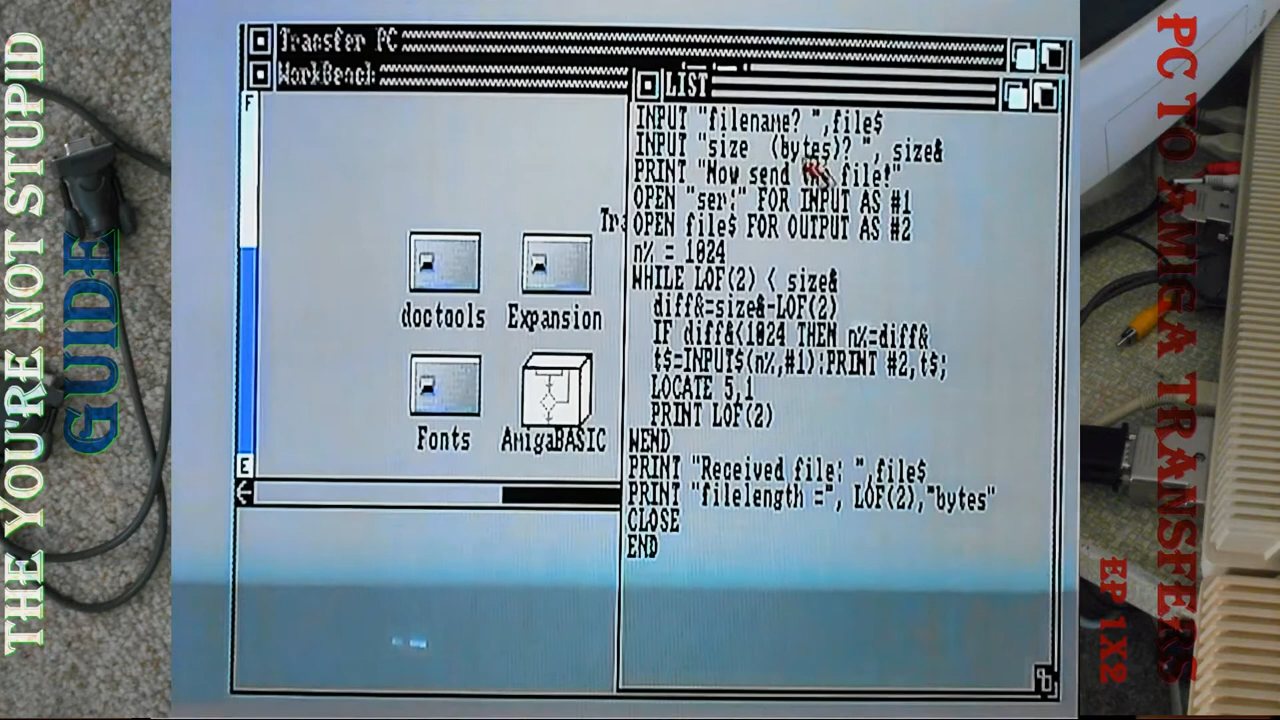 THE YOU'RE NOT STUPID
GUIDE
Transfer PC
WorkBench
F
E
doctools
Expansion
Fonts
AmigaBASIC
LIST
INPUT "filename? ",file$
INPUT "size (bytes)? ", size&
PRINT "Now send file!"
OPEN "ser:" FOR INPUT AS #1
OPEN file$ FOR OUTPUT AS #2
n% = 1024
WHILE LOF(2) < size&
diff&=size&-LOF(2)
IF diff&<1024 THEN n%=diff&
t$=INPUT$(n%,#1):PRINT #2,t$;
LOCATE 5,1
PRINT LOF(2)
WEND
PRINT "Received file: ",file$
PRINT "filelength =", LOF(2),"bytes"
CLOSE
END
PC TO AMIGA TRANSFERS
EP 1X2